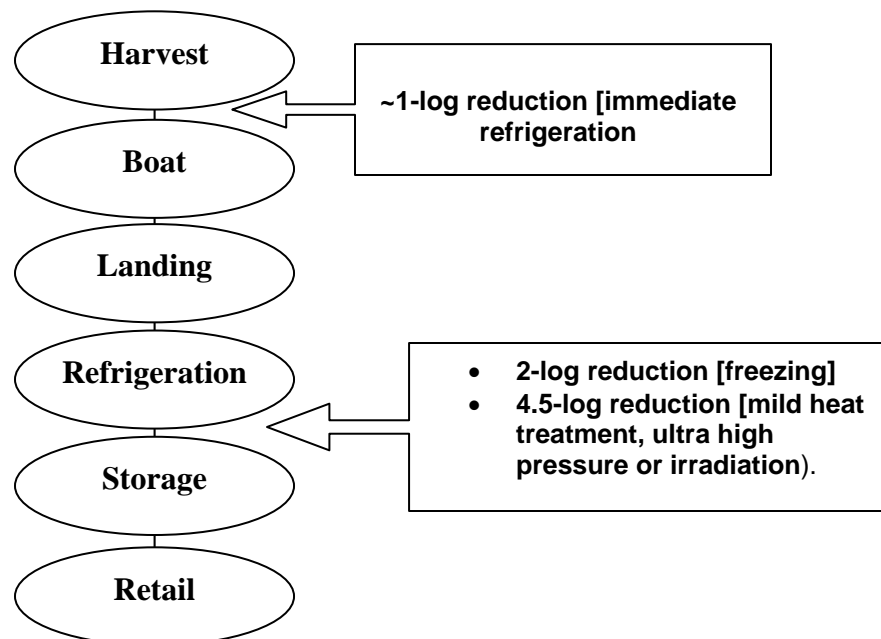 Harvest
~1-log reduction [immediate
refrigeration
Boat
Landing
Refrigeration
• 2-log reduction [freezing]
• 4.5-log reduction [mild heat
treatment, ultra high
pressure or irradiation).
Storage
Retail